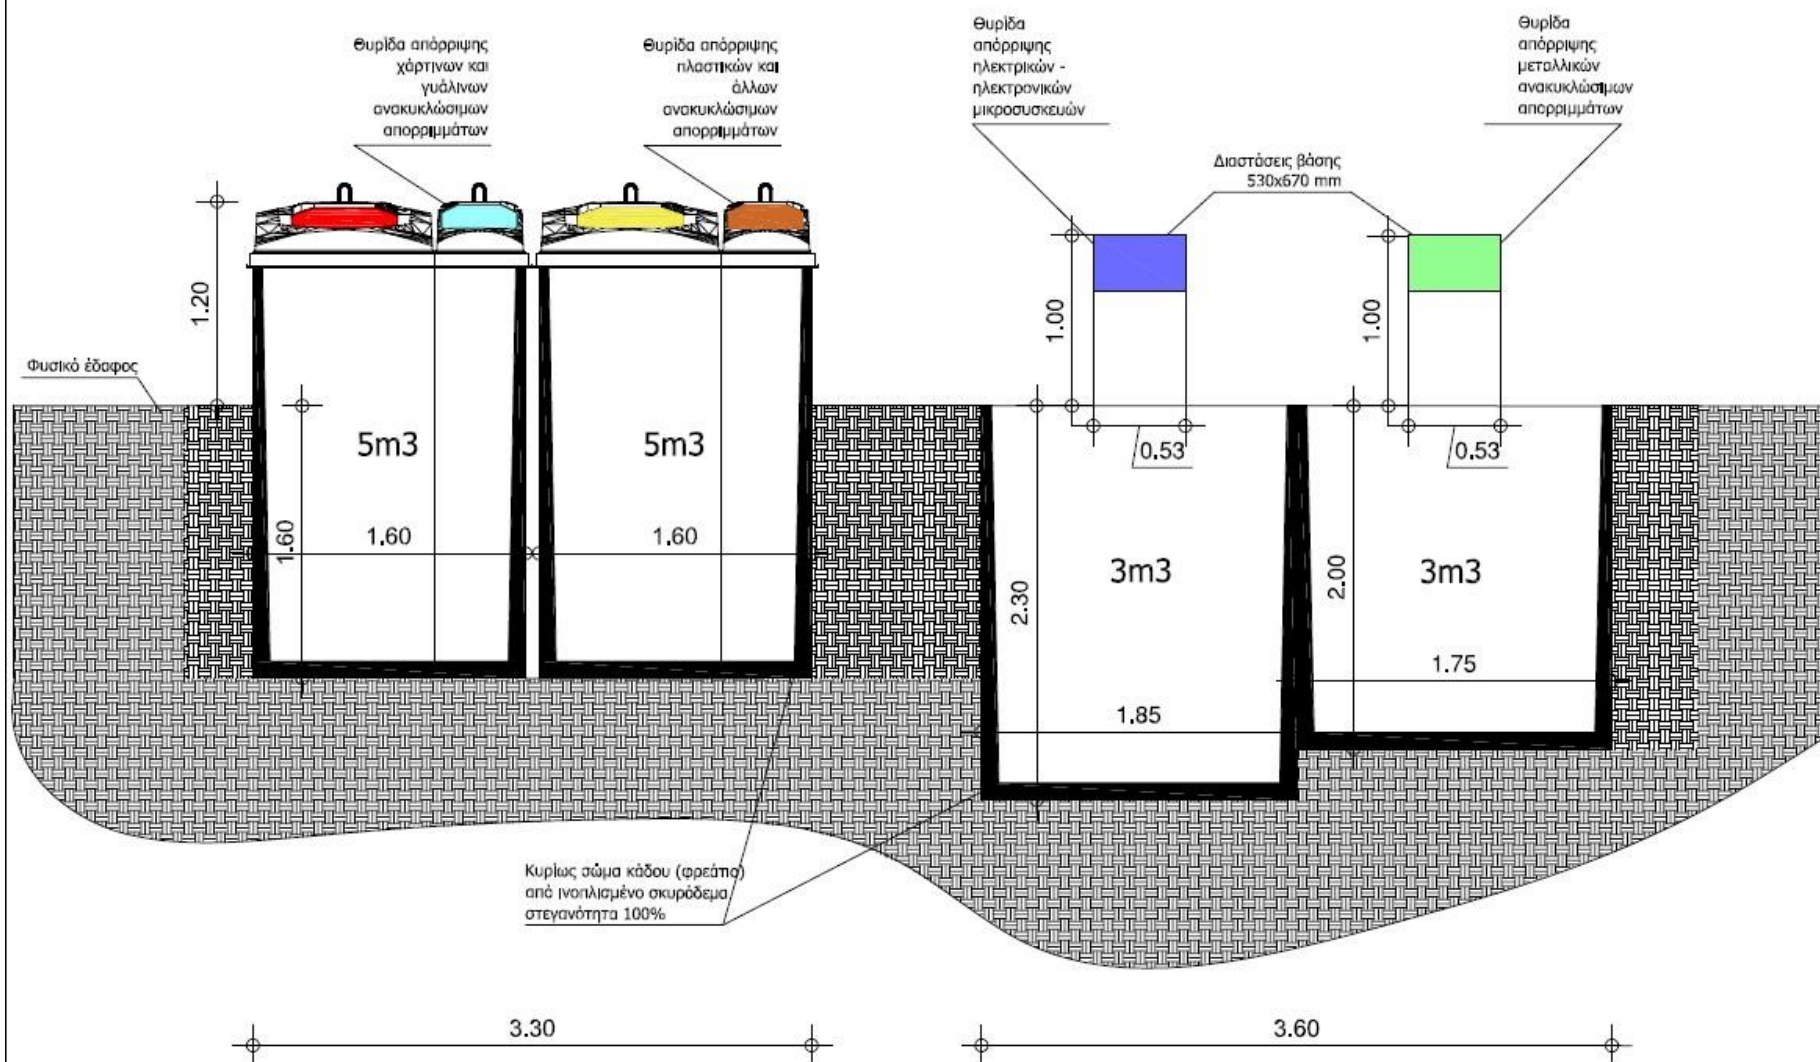 Θυρίδα απόρριψης
χάρτινων και
γυάλινων
ανακυκλώσιμων
απορριμμάτων
Θυρίδα απόρριψης
πλαστικών και
άλλων
ανακυκλώσιμων
απορριμμάτων
Θυρίδα
απόρριψης
ηλεκτρικών -
ηλεκτρονικών
μικροσυσκευών
Θυρίδα
απόρριψης
μεταλλικών
ανακυκλώσιμων
απορριμμάτων
Διαστάσεις βάσης
530x670 mm
1.20
1.00
1.00
Φυσικό έδαφος
5m3
5m3
0.53
0.53
1.60
1.60
1.60
2.30
3m3
2.00
3m3
1.75
1.85
Κυρίως σώμα κάδου (φρεάτιο)
από ινοπλισμένο σκυρόδεμα
στεγανότητα 100%
3.30
3.60